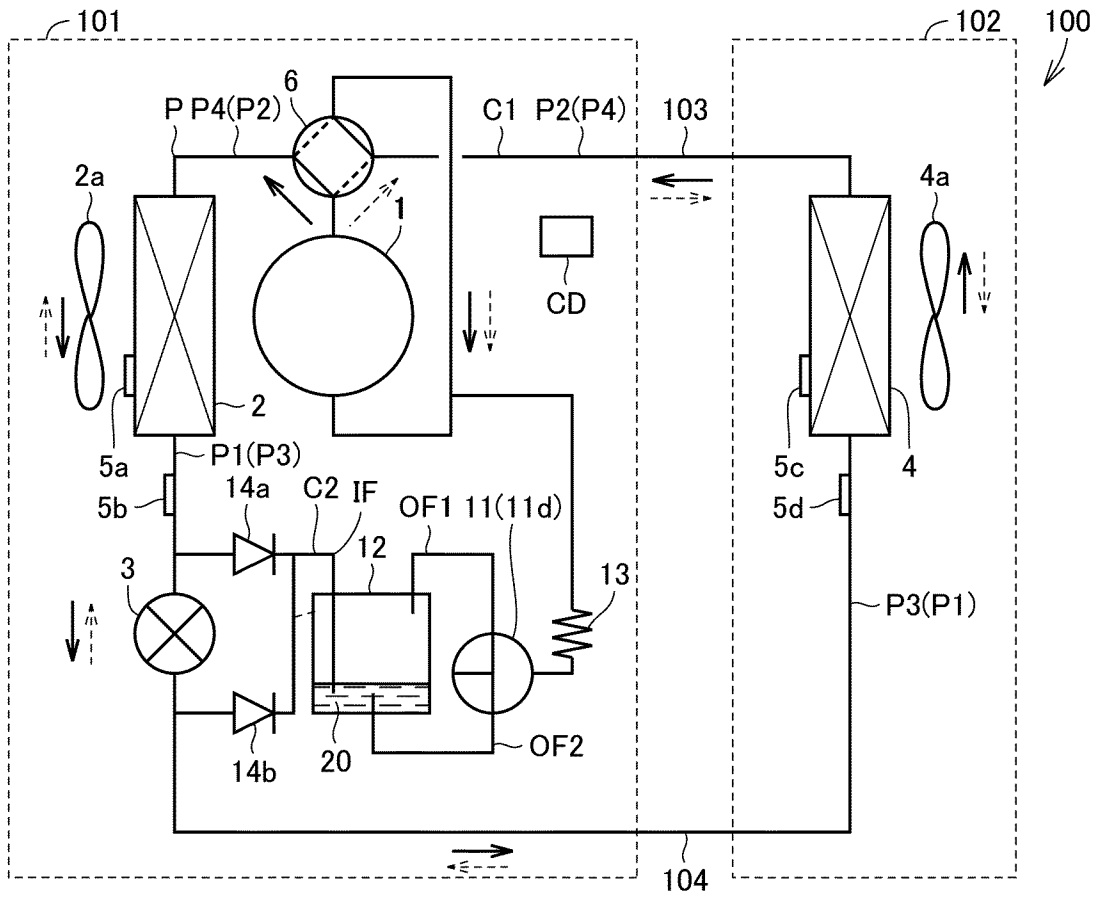 101
102
100
6
P P4(P2)
C1 P2(P4) 103
2a
4a
1
CD
2
4
5a
5c
P1(P3)
5b
14a
C2 IF
OF1 11(11d)
5d
12
3
13
P3(P1)
20
OF2
14b
104